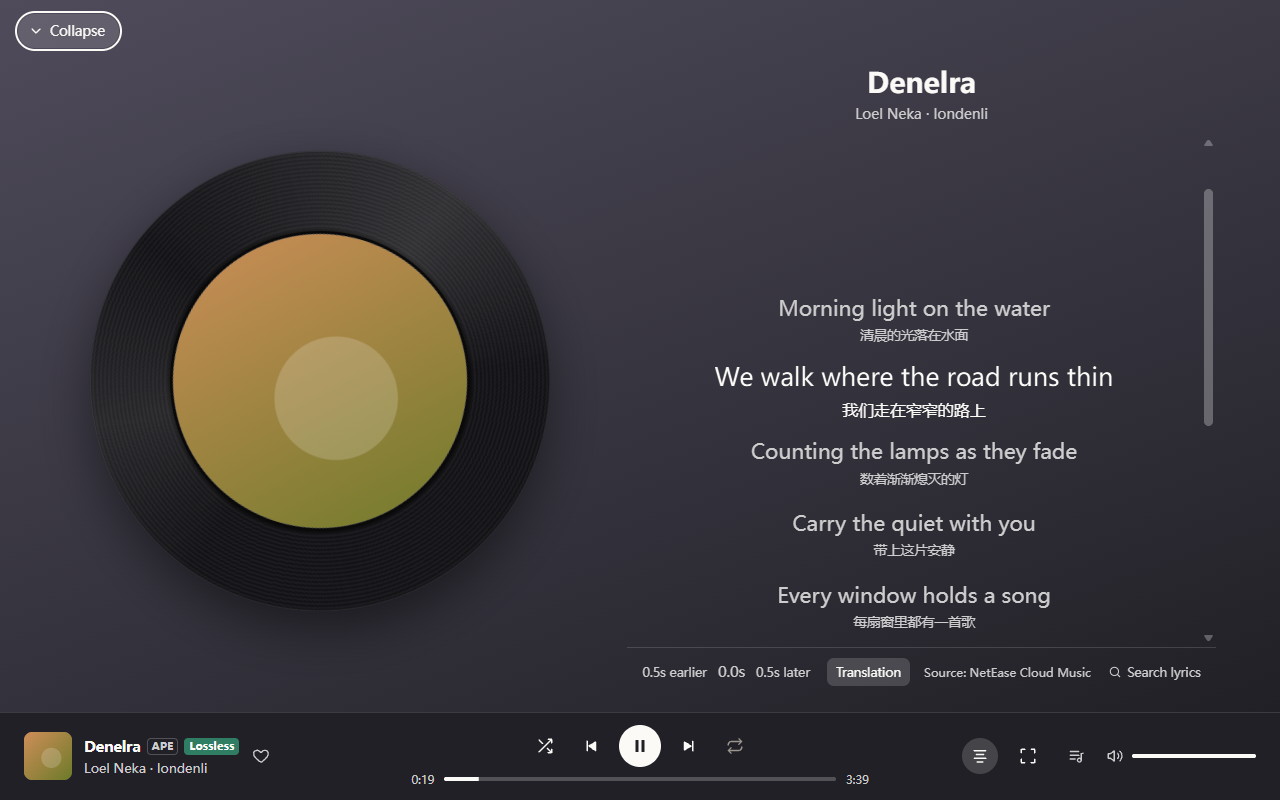 Collapse
Denelra
Loel Neka · londenli
Morning light on the water
清晨的光落在水面
We walk where the road runs thin
我们走在窄窄的路上
Counting the lamps as they fade
数着渐渐熄灭的灯
Carry the quiet with you
带上这片安静
Every window holds a song
每扇窗里都有一首歌
0.5s earlier 0.0s 0.5s later Translation Source: NetEase Cloud Music Search lyrics
Denelra APE Lossless
Loel Neka · londenli
0:19 3:39